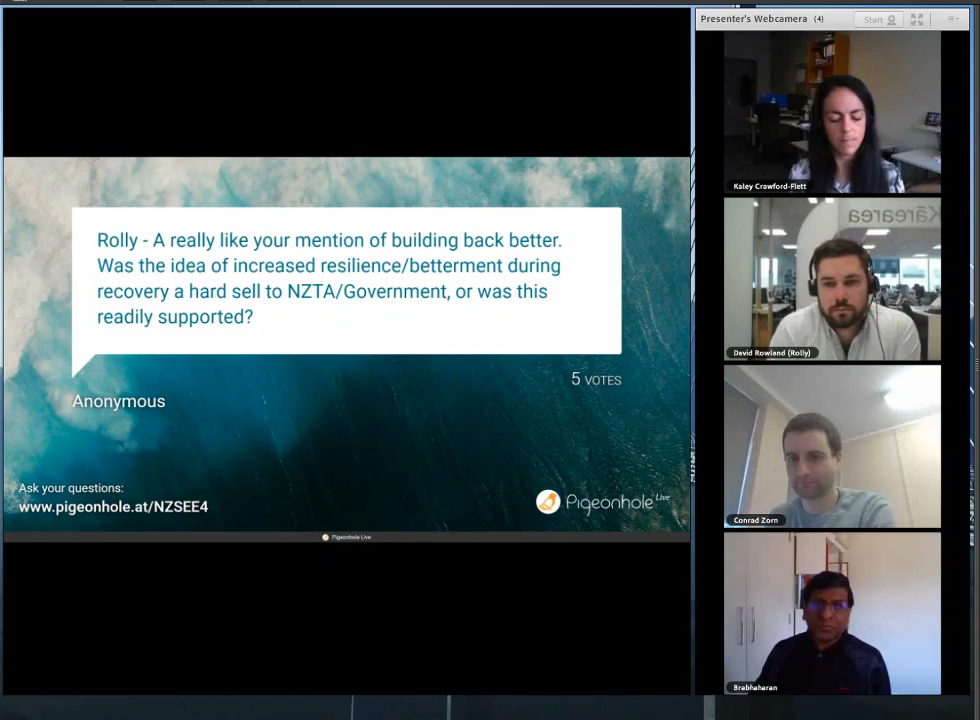 Presenter's Webcamera (4)
Start
Rolly - A really like your mention of building back better.
Was the idea of increased resilience/betterment during
recovery a hard sell to NZTA/Government, or was this
readily supported?
5 VOTES
Anonymous
Ask your questions:
www.pigeonhole.at/NZSEE4
Pigeonhole Live
Pigeonhole Live
Kaley Crawford-Flett
Kārearea
David Rowland (Rolly)
Conrad Zorn
Brabhaharan